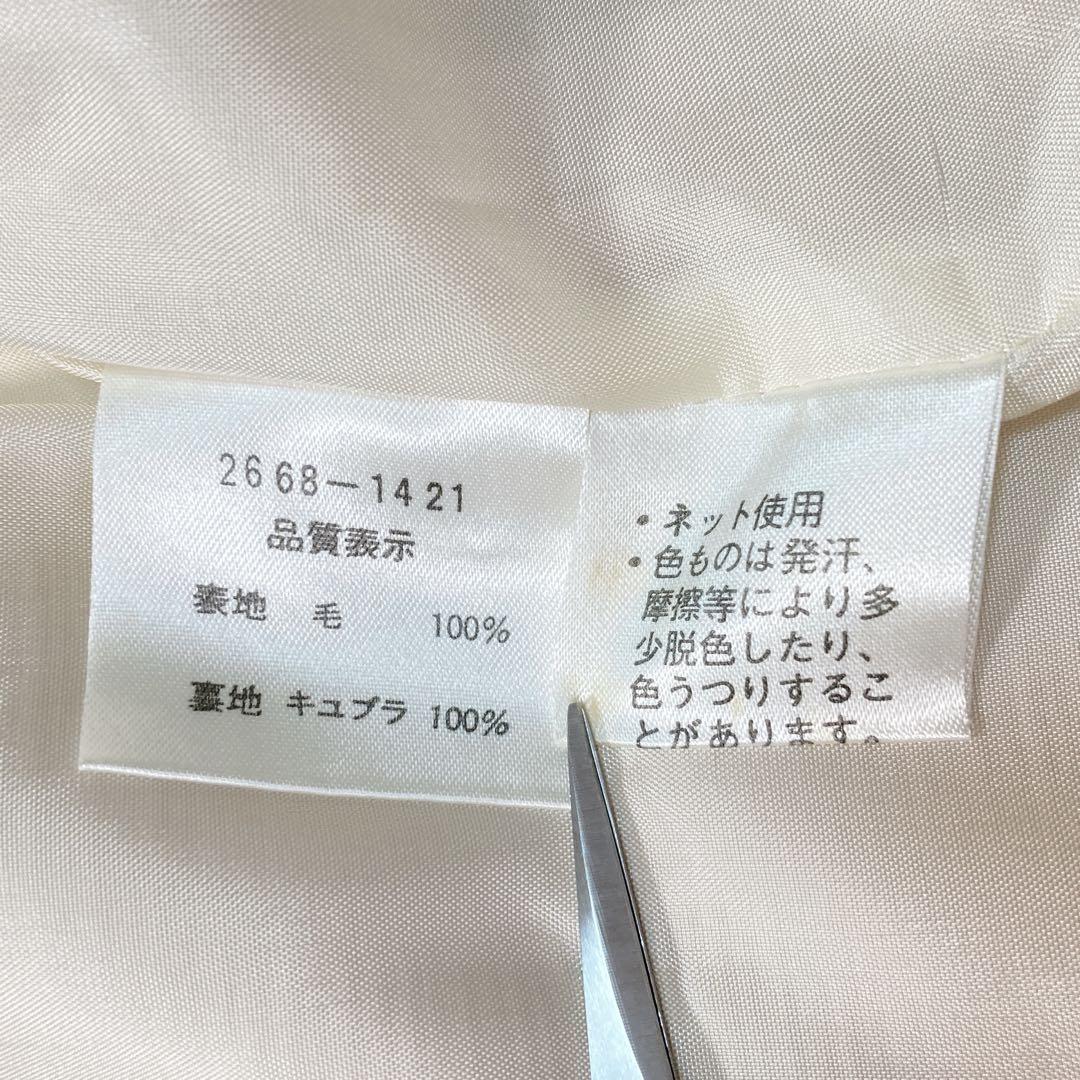 2668-1421
品質表示
表地 毛 100%
裏地 キュプラ 100%
・ネット使用
・色ものは発汗、
摩擦等により多
少脱色したり、
色うつりするこ
とがあります。